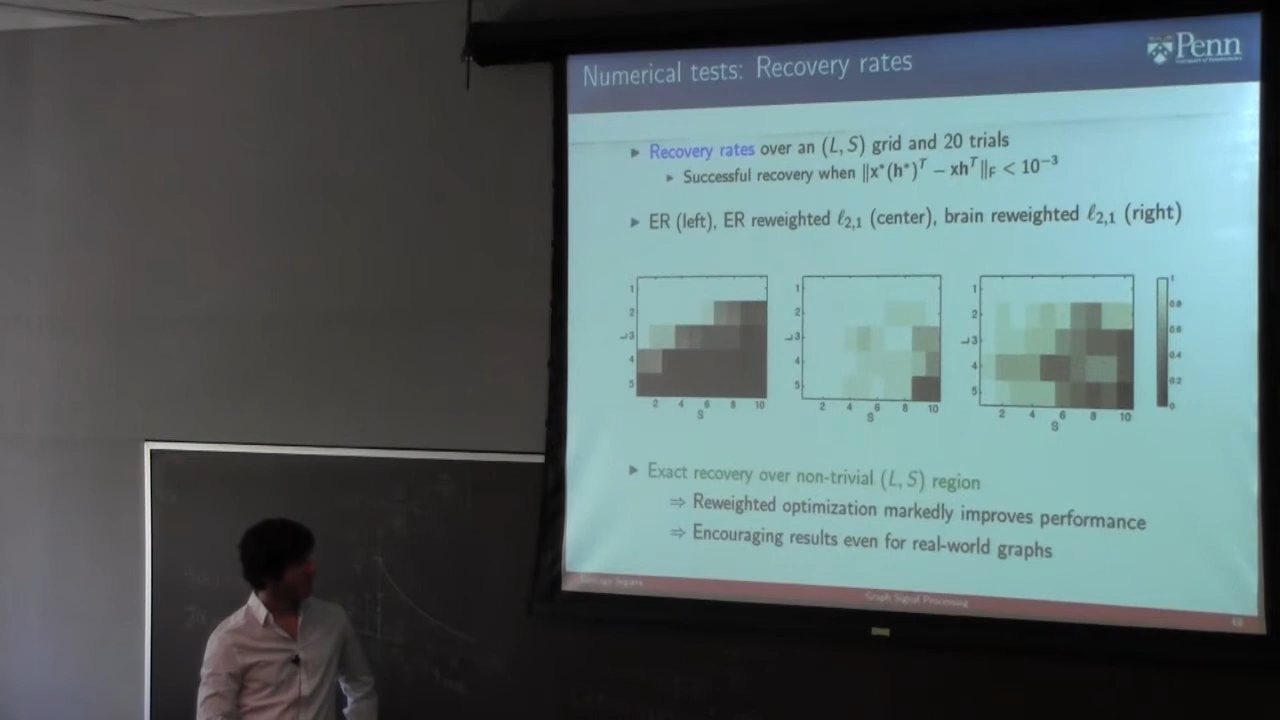 Numerical tests: Recovery rates
Penn
▶ Recovery rates over an (L, S) grid and 20 trials
▶ Successful recovery when ‖x*(h*)ᵀ − xhᵀ‖F < 10⁻³
▶ ER (left), ER reweighted ℓ2,1 (center), brain reweighted ℓ2,1 (right)
1
2
3
4
5
L
2 4 6 8 10
S
1
2
3
4
5
L
2 4 6 8 10
S
1
2
3
4
5
L
2 4 6 8 10
S
1
0.8
0.6
0.4
0.2
0
▶ Exact recovery over non-trivial (L, S) region
⇒ Reweighted optimization markedly improves performance
⇒ Encouraging results even for real-world graphs
Graph Signal Processing